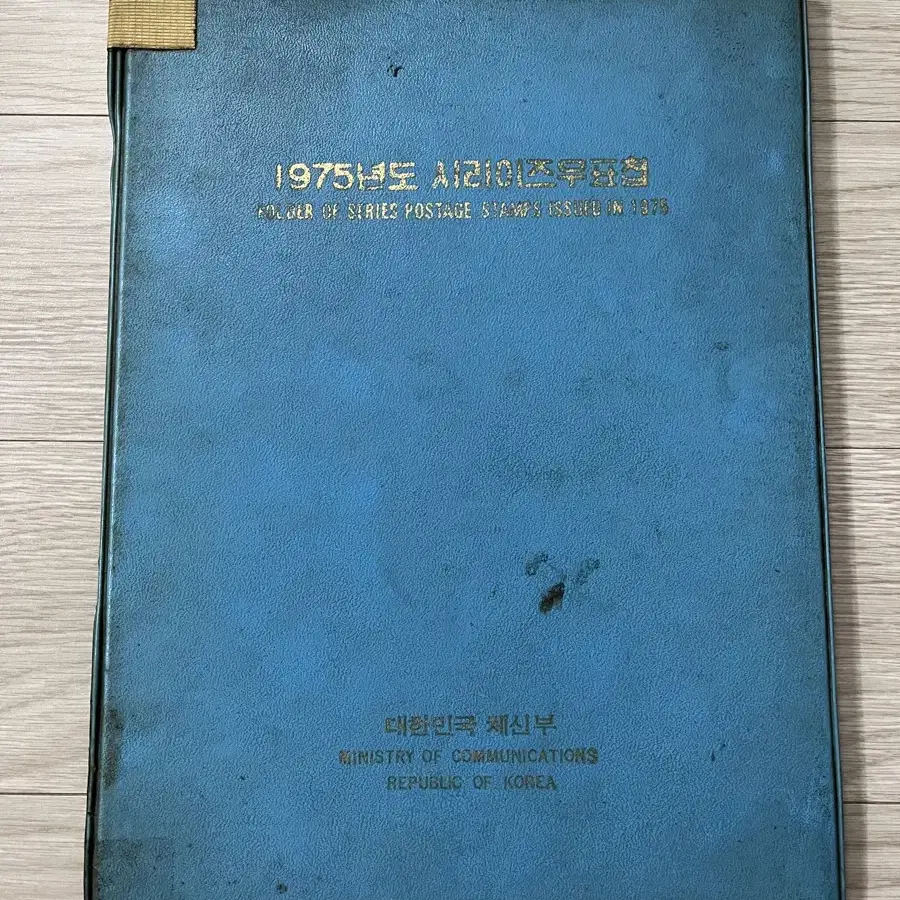 1975년도 시리이즈우표첩
FOLDER OF SERIES POSTAGE STAMPS ISSUED IN 1975
대한민국 체신부
MINISTRY OF COMMUNICATIONS
REPUBLIC OF KOREA